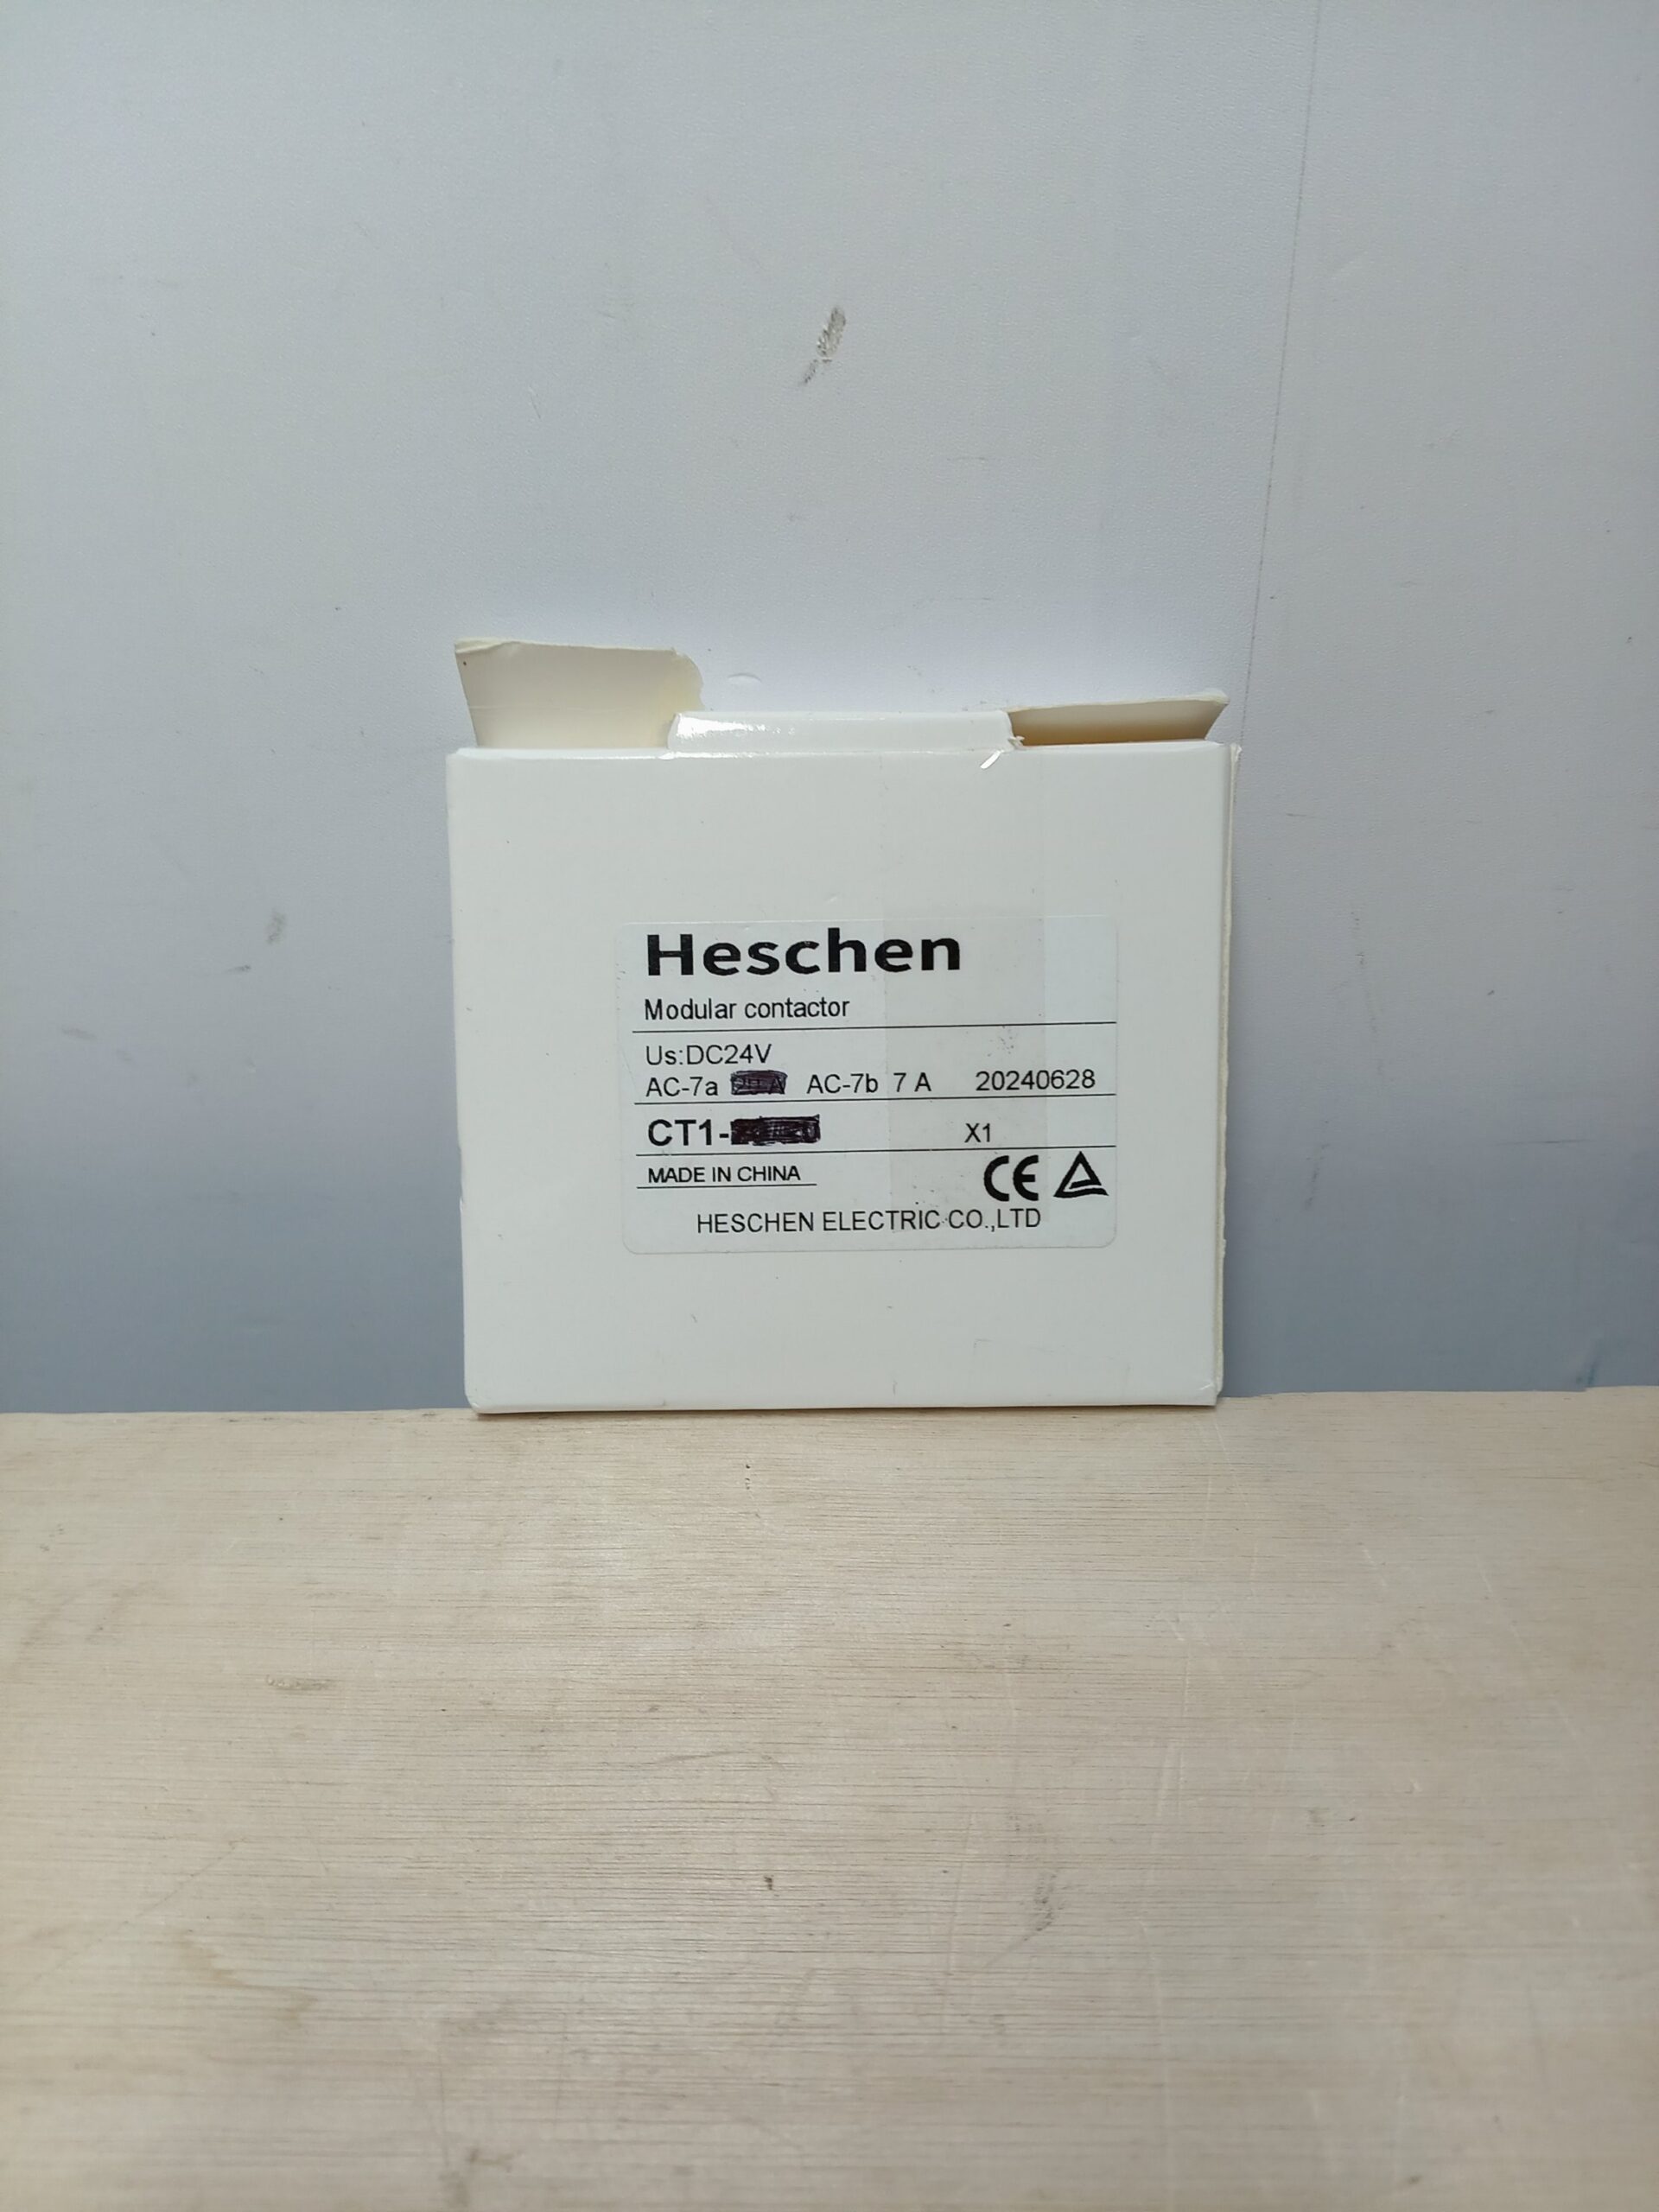 Heschen
Modular contactor
Us:DC24V
AC-7a AC-7b 7 A 20240628
CT1- X1
MADE IN CHINA
CE
HESCHEN ELECTRIC CO.,LTD